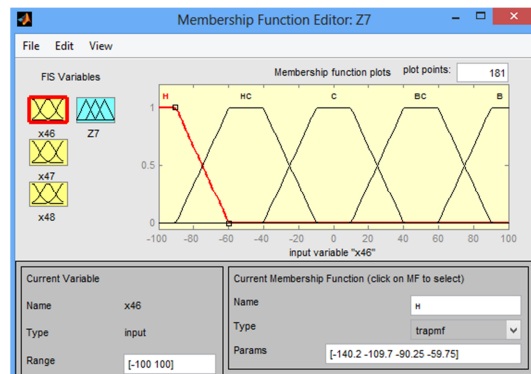 Membership Function Editor: Z7
File Edit View
FIS Variables
Membership function plots plot points: 181
x46 Z7
x47
x48
H HC C BC B
1
0.5
0
-100 -80 -60 -40 -20 0 20 40 60 80 100
input variable "x46"
Current Variable
Name x46
Type input
Range [-100 100]
Current Membership Function (click on MF to select)
Name H
Type trapmf
Params [-140.2 -109.7 -90.25 -59.75]